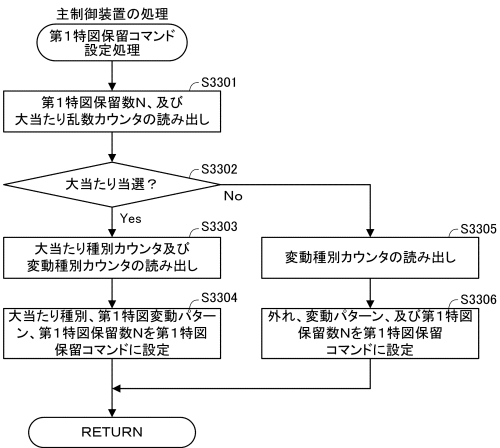 主制御装置の処理
第1特図保留コマンド
設定処理
S3301
第1特図保留数N、及び
大当たり乱数カウンタの読み出し
S3302
大当たり当選?
No
Yes
S3303
大当たり種別カウンタ及び
変動種別カウンタの読み出し
S3305
変動種別カウンタの読み出し
S3304
大当たり種別、第1特図変動パター
ン、第1特図保留数Nを第1特図
保留コマンドに設定
S3306
外れ、変動パターン、及び第1特図
保留数Nを第1特図保留
コマンドに設定
RETURN